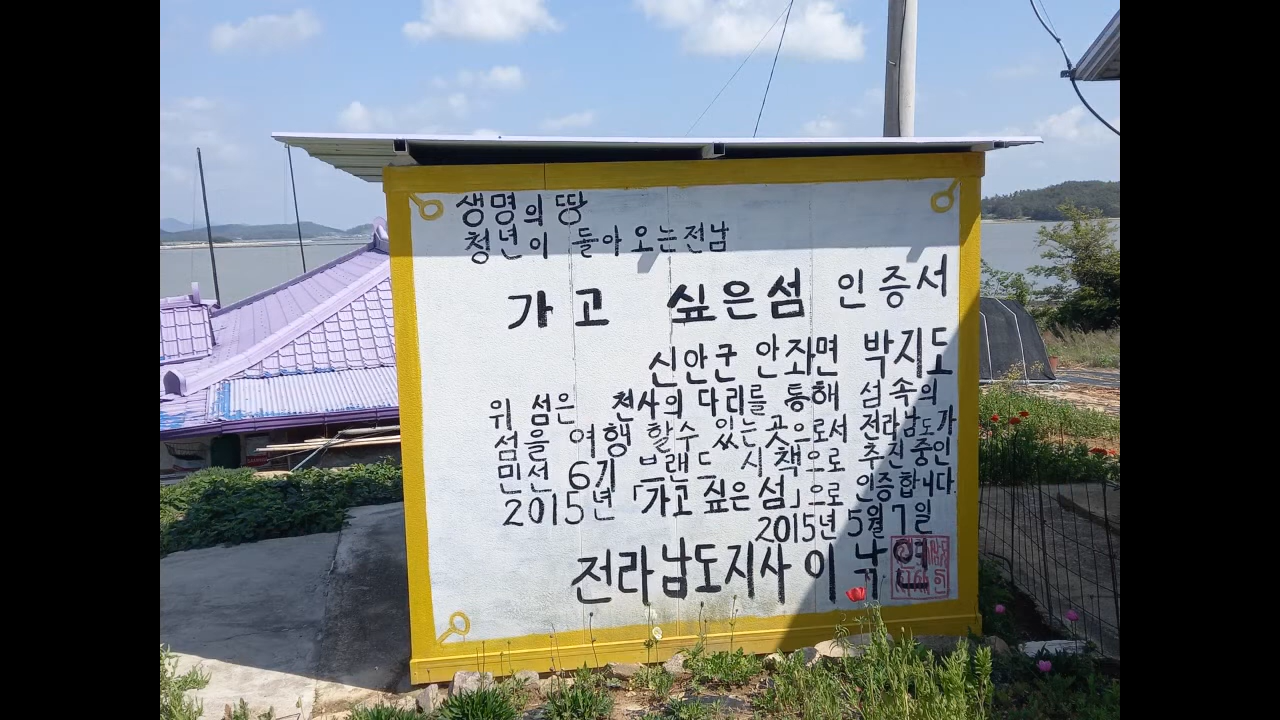 생명의 땅
청년이 돌아오는 전남
가고 싶은 섬 인증서
신안군 안좌면 박지도
위 섬은 천사의 다리를 통해 섬 속의
섬을 여행 할수 있는 곳으로서 전라남도가
민선 6기 브랜드 시책으로 추진중인
2015년 「가고 싶은 섬」으로 인증합니다.
2015년 5월 7일
전라남도지사 이 낙 연